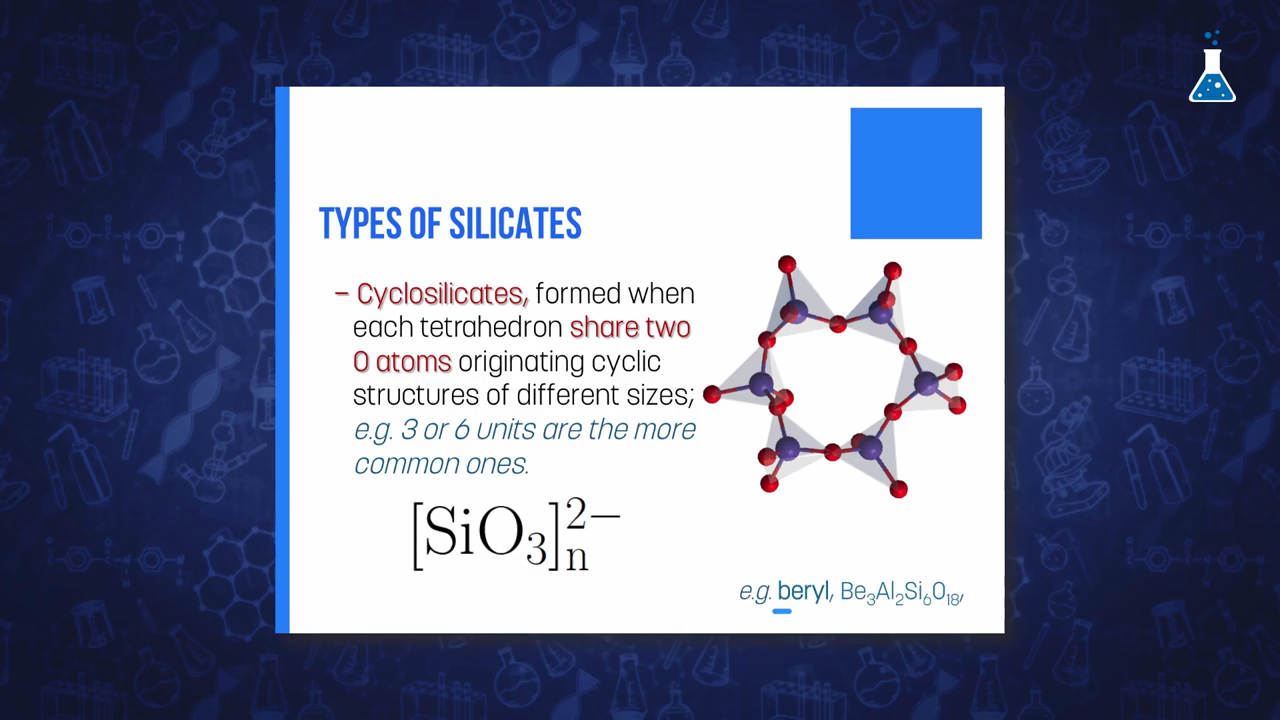 TYPES OF SILICATES
– Cyclosilicates, formed when
each tetrahedron share two
O atoms originating cyclic
structures of different sizes;
e.g. 3 or 6 units are the more
common ones.
[SiO₃]ₙ²⁻
e.g. beryl, Be₃Al₂Si₆O₁₈,